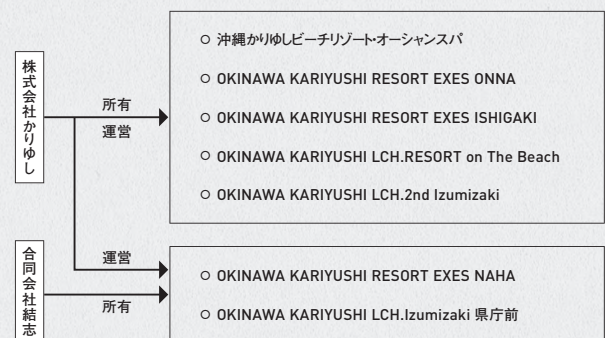 株式会社かりゆし
所有
運営
○ 沖縄かりゆしビーチリゾート・オーシャンスパ
○ OKINAWA KARIYUSHI RESORT EXES ONNA
○ OKINAWA KARIYUSHI RESORT EXES ISHIGAKI
○ OKINAWA KARIYUSHI LCH.RESORT on The Beach
○ OKINAWA KARIYUSHI LCH.2nd Izumizaki
合同会社結志
運営
所有
○ OKINAWA KARIYUSHI RESORT EXES NAHA
○ OKINAWA KARIYUSHI LCH.Izumizaki 県庁前